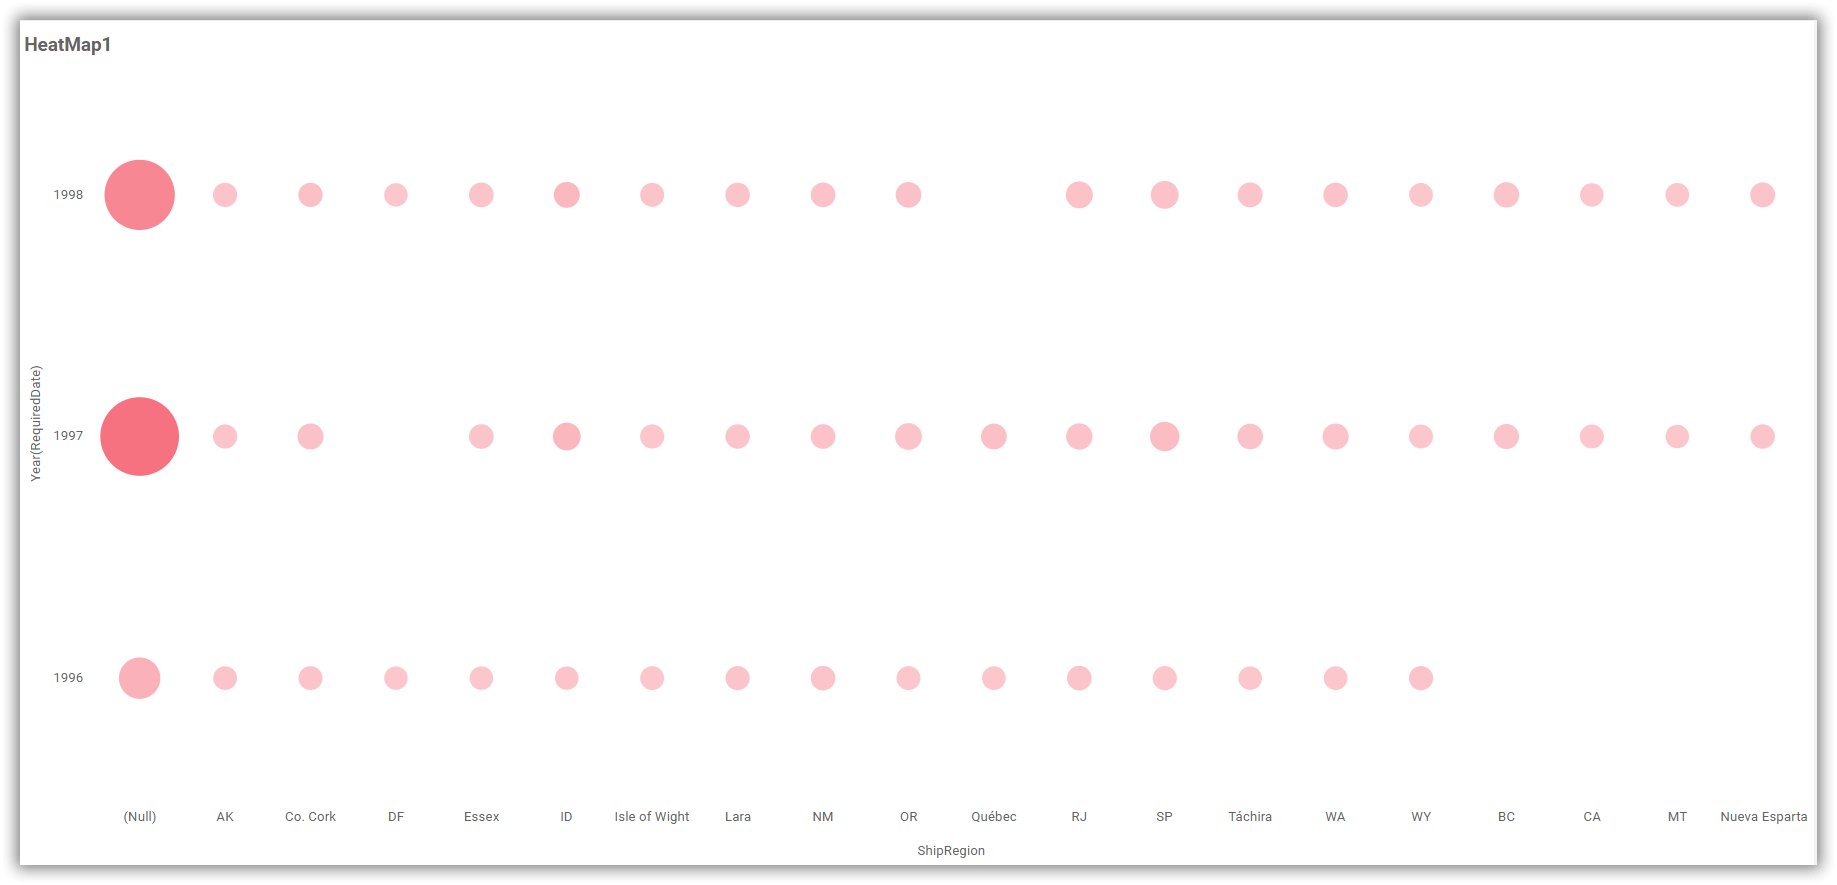 HeatMap1
1998
1997
1996
Year(RequiredDate)
(Null) AK Co. Cork DF Essex ID Isle of Wight Lara NM OR Québec RJ SP Táchira WA WY BC CA MT Nueva Esparta
ShipRegion